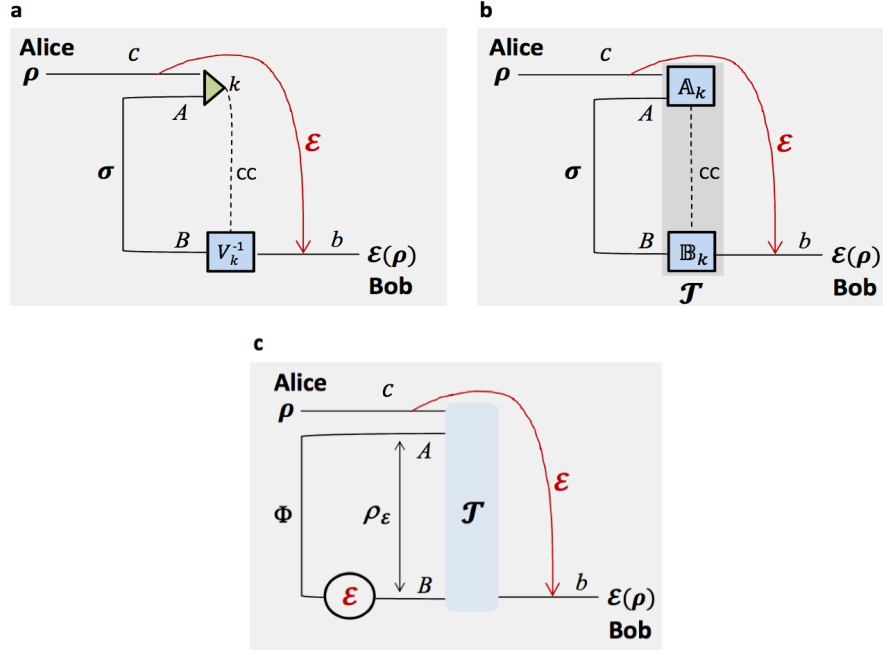 a
Alice
c
ρ
k
A
ℰ
σ
cc
B
V_k^-1
b
ℰ(ρ)
Bob
b
Alice
c
ρ
𝔸_k
A
ℰ
σ
cc
B
𝔹_k
b
ℰ(ρ)
Bob
𝒯
c
Alice
c
ρ
A
ℰ
Φ
ρ_ℰ
𝒯
B
b
ℰ
ℰ(ρ)
Bob